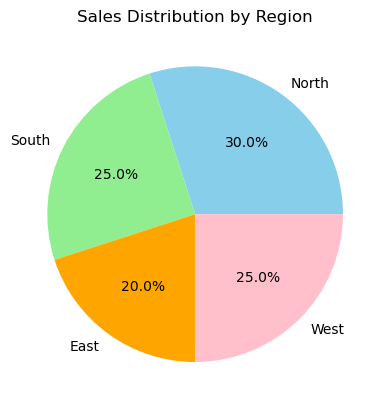 Sales Distribution by Region
North
30.0%
South
25.0%
20.0%
East
25.0%
West